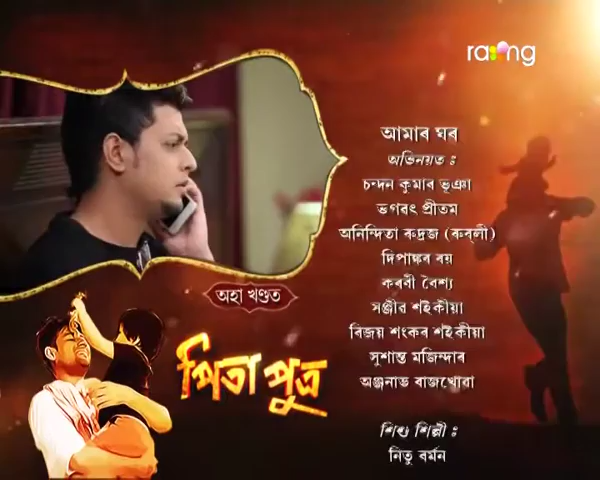 rang
আমাৰ ঘৰ
অভিনয়ত :
চন্দন কুমাৰ ভূঞা
ভগৱৎ প্ৰীতম
অনিন্দিতা ৰুদ্ৰজ (ৰুব্লী)
দিপাঙ্কৰ ৰয়
কৰবী বৈশ্য
সঞ্জীৱ শইকীয়া
বিজয় শংকৰ শইকীয়া
সুশান্ত মজিন্দাৰ
অঞ্জনাভ ৰাজখোৱা
শিশু শিল্পী :
নিতু বৰ্মন
অহা খণ্ডত
পিতা পুত্ৰ